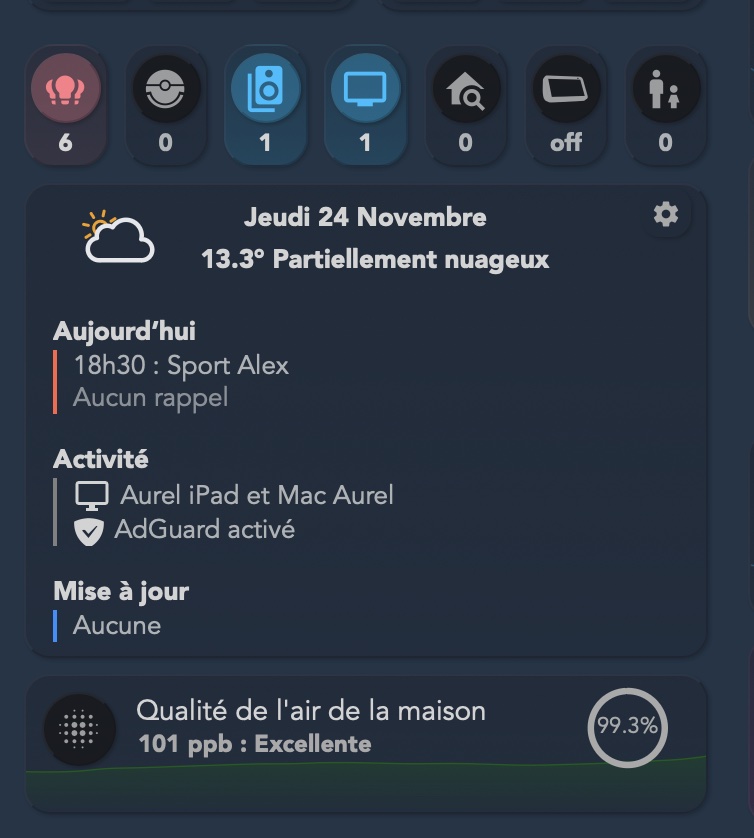 6 0 1 1 0 off 0
Jeudi 24 Novembre
13.3° Partiellement nuageux
Aujourd’hui
18h30 : Sport Alex
Aucun rappel
Activité
Aurel iPad et Mac Aurel
AdGuard activé
Mise à jour
Aucune
Qualité de l'air de la maison
101 ppb : Excellente
99.3%